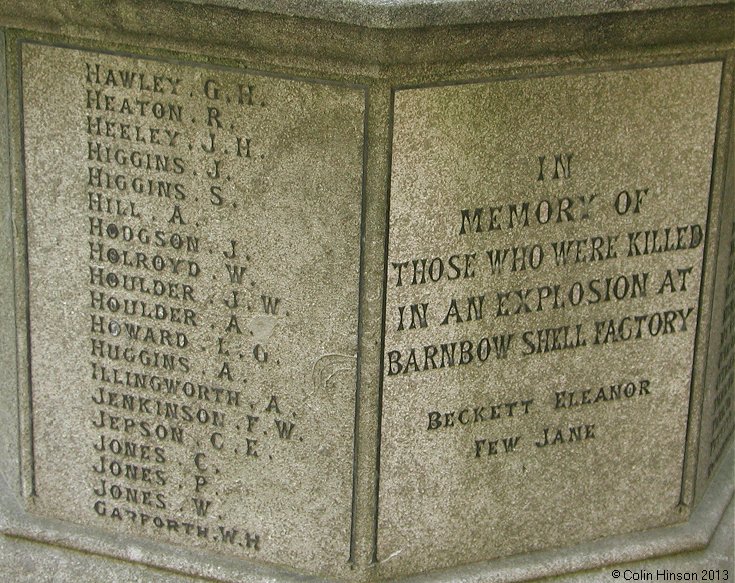 HAWLEY. G. H.
HEATON. R.
HEELEY. J. H.
HIGGINS. J.
HIGGINS. S.
HILL. A.
HODGSON. J.
HOLROYD. W.
HOULDER. J. W.
HOULDER. A.
HOWARD. L. O.
HUGGINS. A.
ILLINGWORTH. A.
JENKINSON. F. W.
JEPSON. C. E.
JONES. C.
JONES. P.
JONES. W.
GARFORTH. W. H
IN
MEMORY OF
THOSE WHO WERE KILLED
IN AN EXPLOSION AT
BARNBOW SHELL FACTORY
BECKETT ELEANOR
FEW JANE
© Colin Hinson 2013